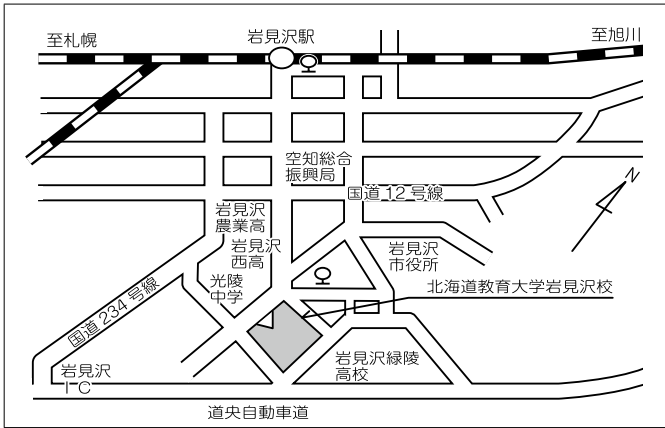 至札幌
岩見沢駅
至旭川
空知総合
振興局
国道12号線
N
岩見沢
農業高
岩見沢
西高
岩見沢
市役所
光陵
中学
北海道教育大学岩見沢校
国道234号線
岩見沢緑陵
高校
岩見沢
IC
道央自動車道